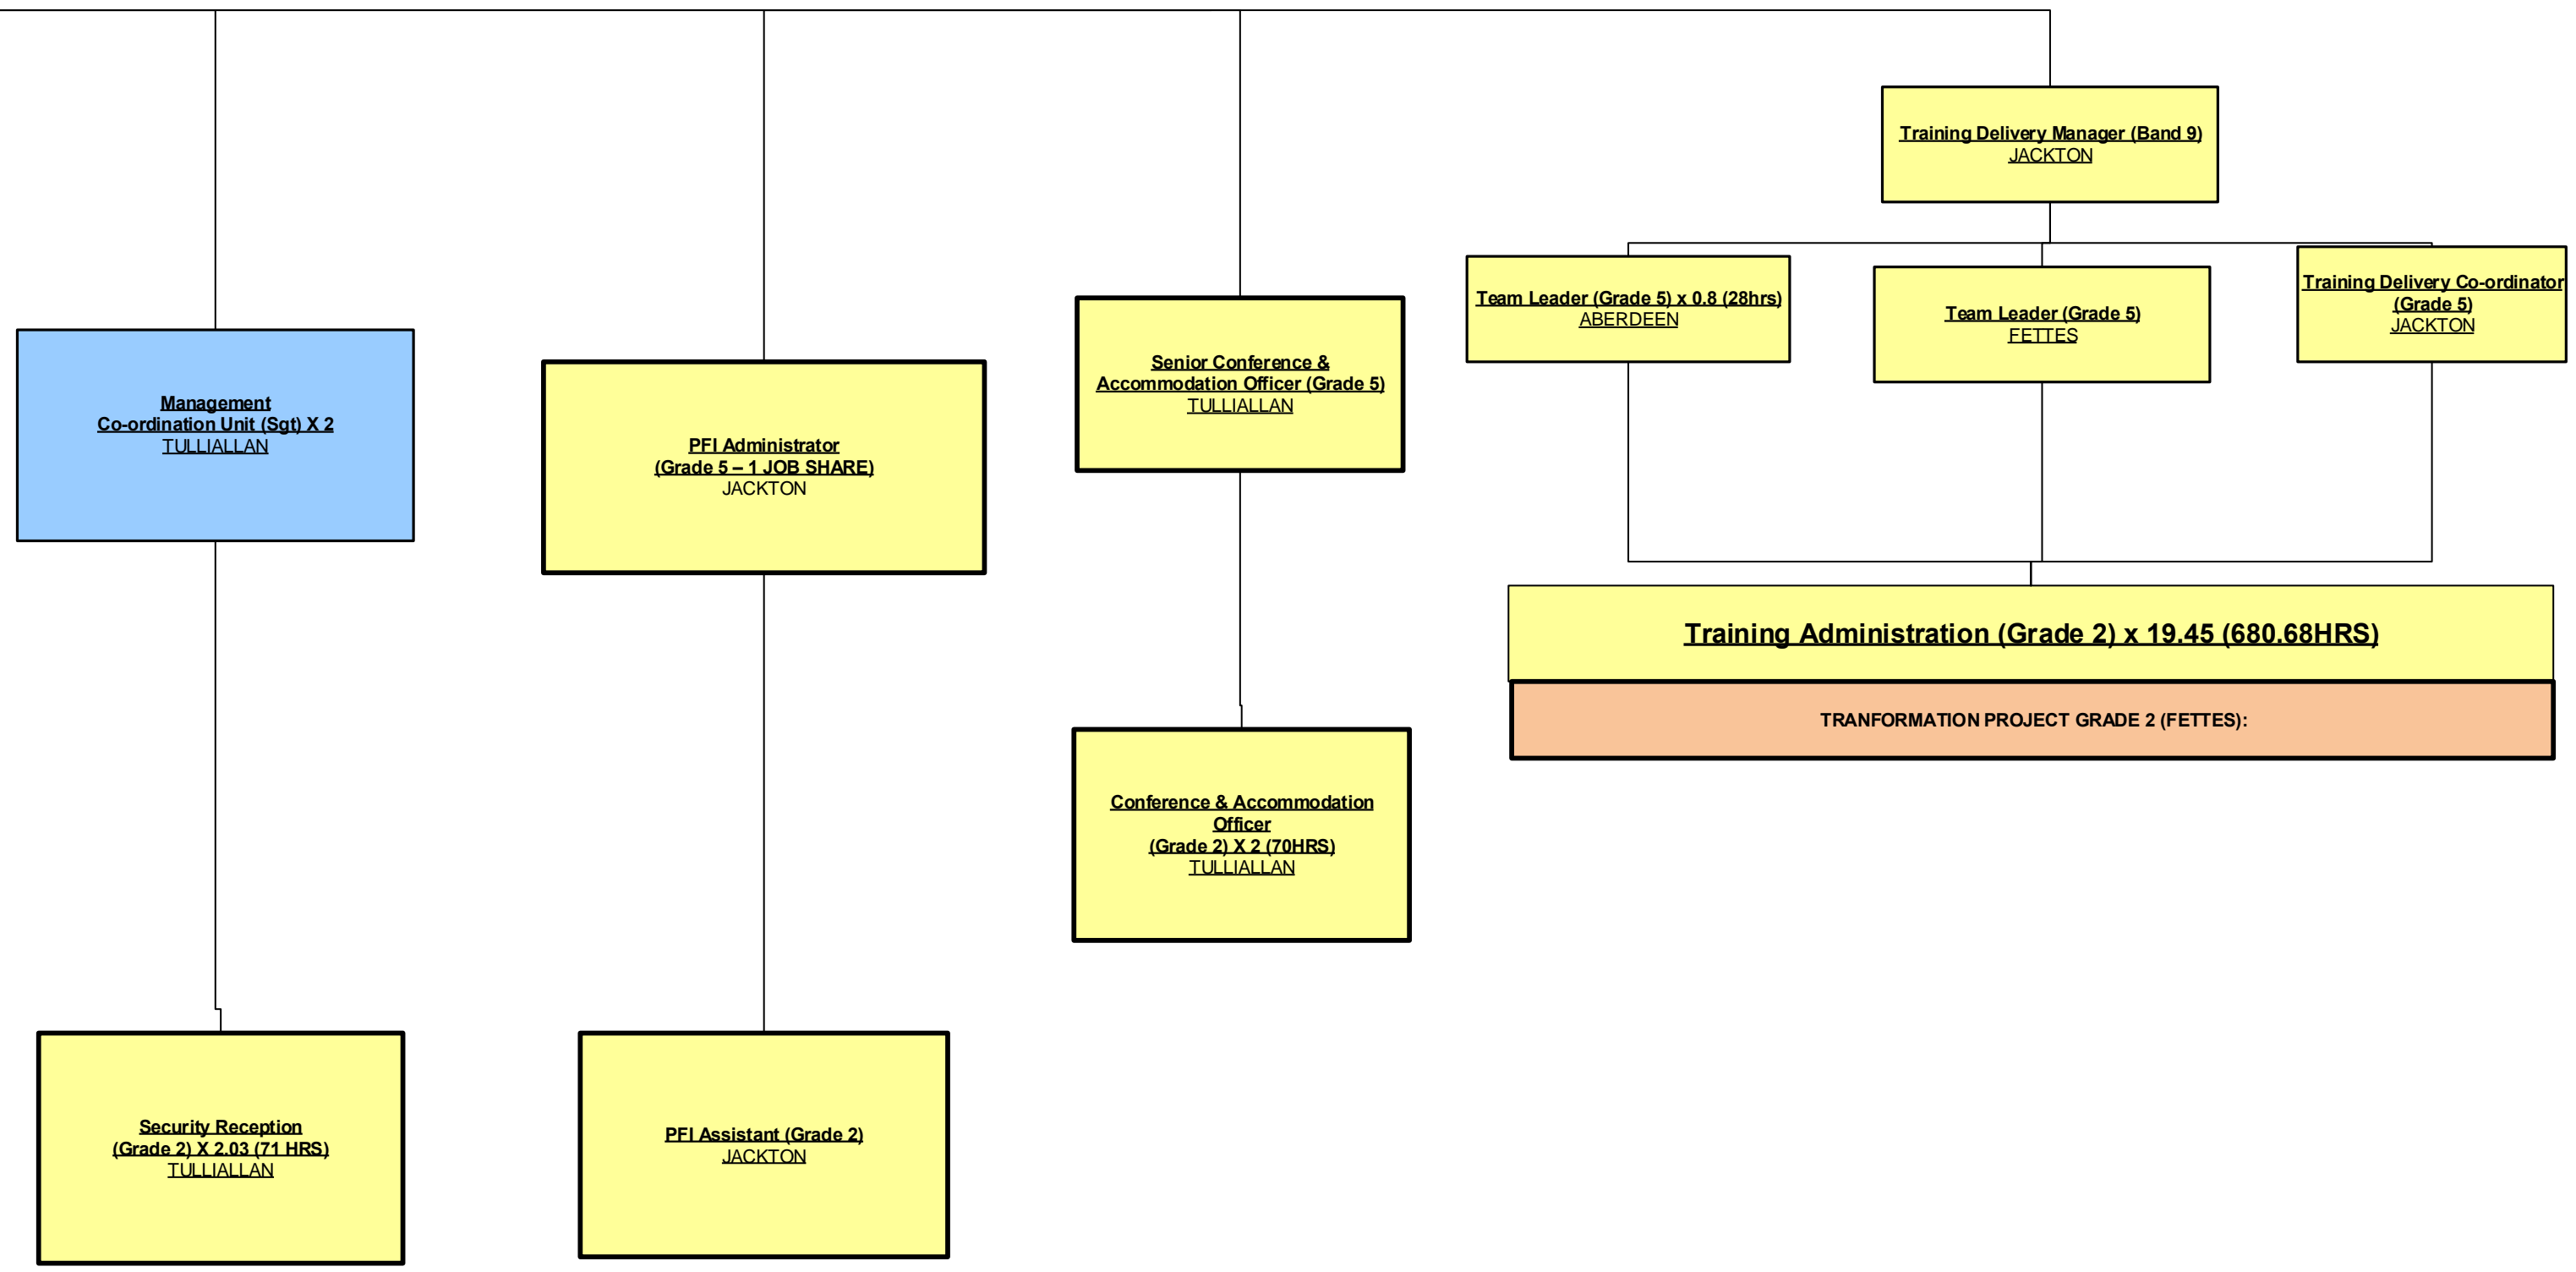 Training Delivery Manager (Band 9)
JACKTON
Team Leader (Grade 5) x 0.8 (28hrs)
ABERDEEN
Team Leader (Grade 5)
FETTES
Training Delivery Co-ordinator
(Grade 5)
JACKTON
Management
Co-ordination Unit (Sgt) X 2
TULLIALLAN
PFI Administrator
(Grade 5 – 1 JOB SHARE)
JACKTON
Senior Conference &
Accommodation Officer (Grade 5)
TULLIALLAN
Training Administration (Grade 2) x 19.45 (680.68HRS)
TRANFORMATION PROJECT GRADE 2 (FETTES):
Conference & Accommodation
Officer
(Grade 2) X 2 (70HRS)
TULLIALLAN
Security Reception
(Grade 2) X 2.03 (71 HRS)
TULLIALLAN
PFI Assistant (Grade 2)
JACKTON